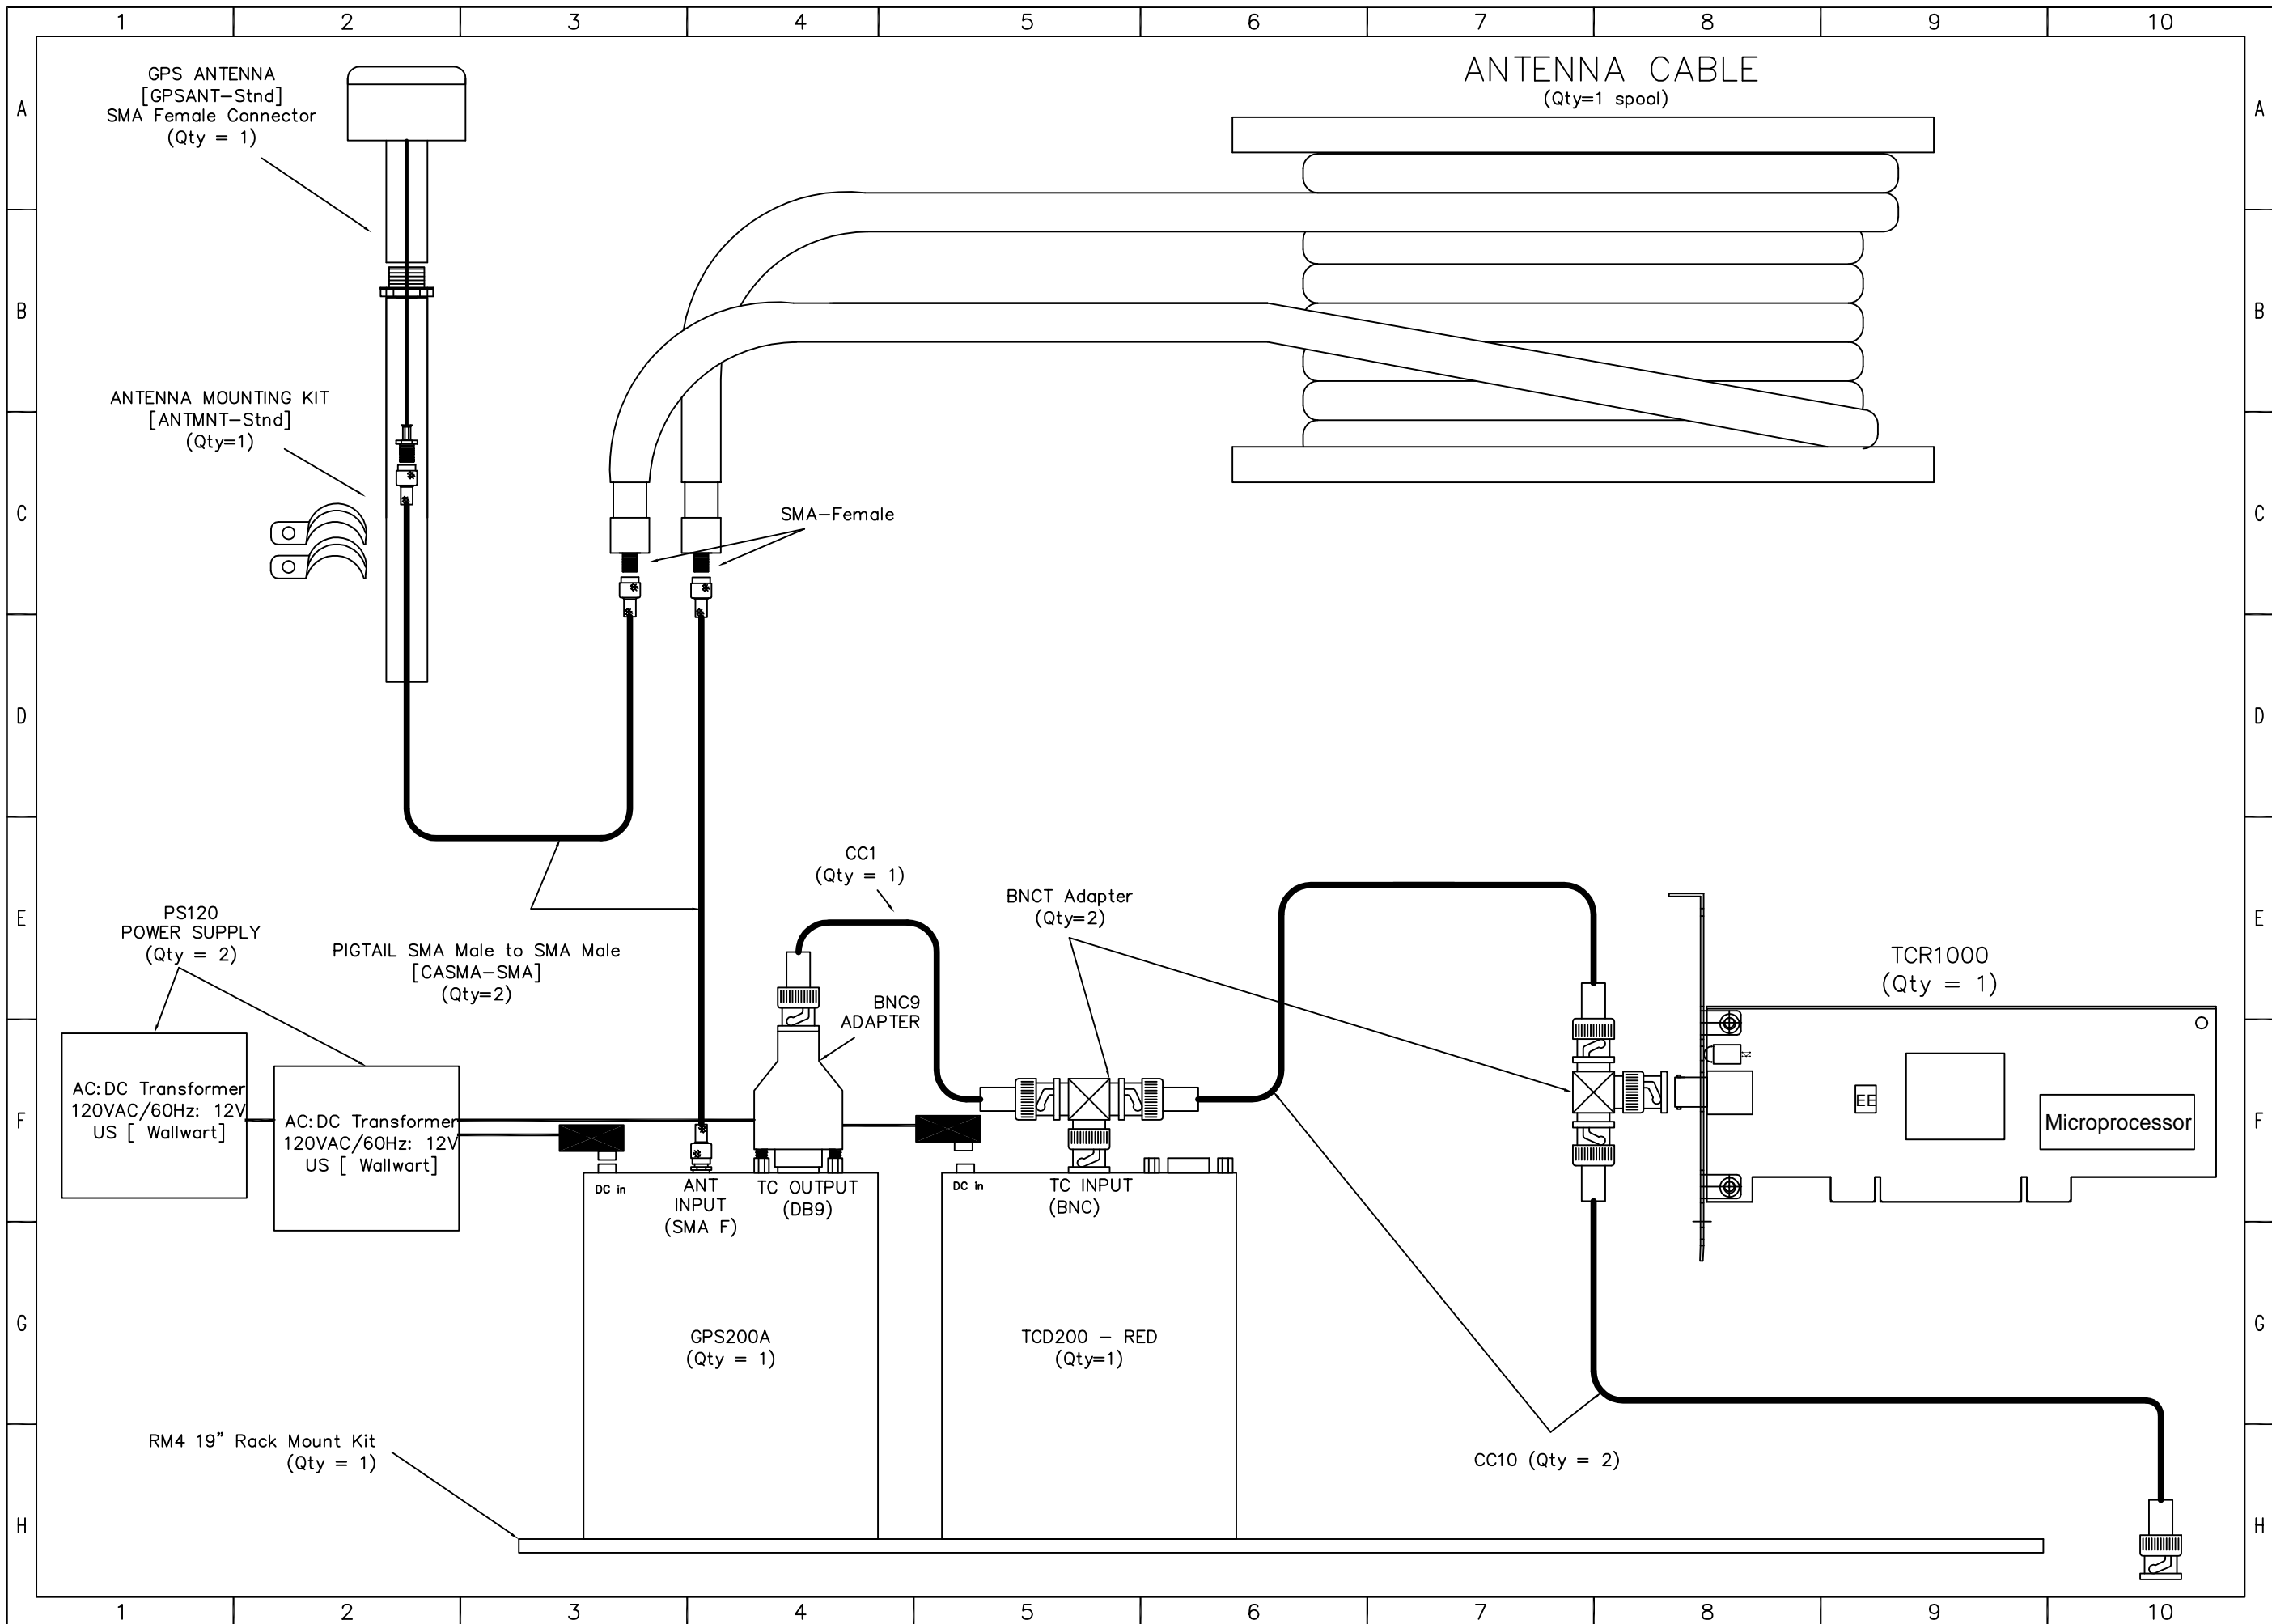 1 2 3 4 5 6 7 8 9 10
A
GPS ANTENNA
[GPSANT-Stnd]
SMA Female Connector
(Qty = 1)
ANTENNA CABLE
(Qty=1 spool)
A
B
B
ANTENNA MOUNTING KIT
[ANTMNT-Stnd]
(Qty=1)
C
SMA-Female
C
D
D
E
PS120
POWER SUPPLY
(Qty = 2)
PIGTAIL SMA Male to SMA Male
[CASMA-SMA]
(Qty=2)
CC1
(Qty = 1)
BNC9
ADAPTER
BNCT Adapter
(Qty=2)
TCR1000
(Qty = 1)
E
F
AC:DC Transformer
120VAC/60Hz: 12V
US [ Wallwart]
AC:DC Transformer
120VAC/60Hz: 12V
US [ Wallwart]
DC in
ANT
INPUT
(SMA F)
TC OUTPUT
(DB9)
DC in
TC INPUT
(BNC)
EE
Microprocessor
F
G
GPS200A
(Qty = 1)
TCD200 - RED
(Qty=1)
G
H
RM4 19” Rack Mount Kit
(Qty = 1)
CC10 (Qty = 2)
H
1 2 3 4 5 6 7 8 9 10